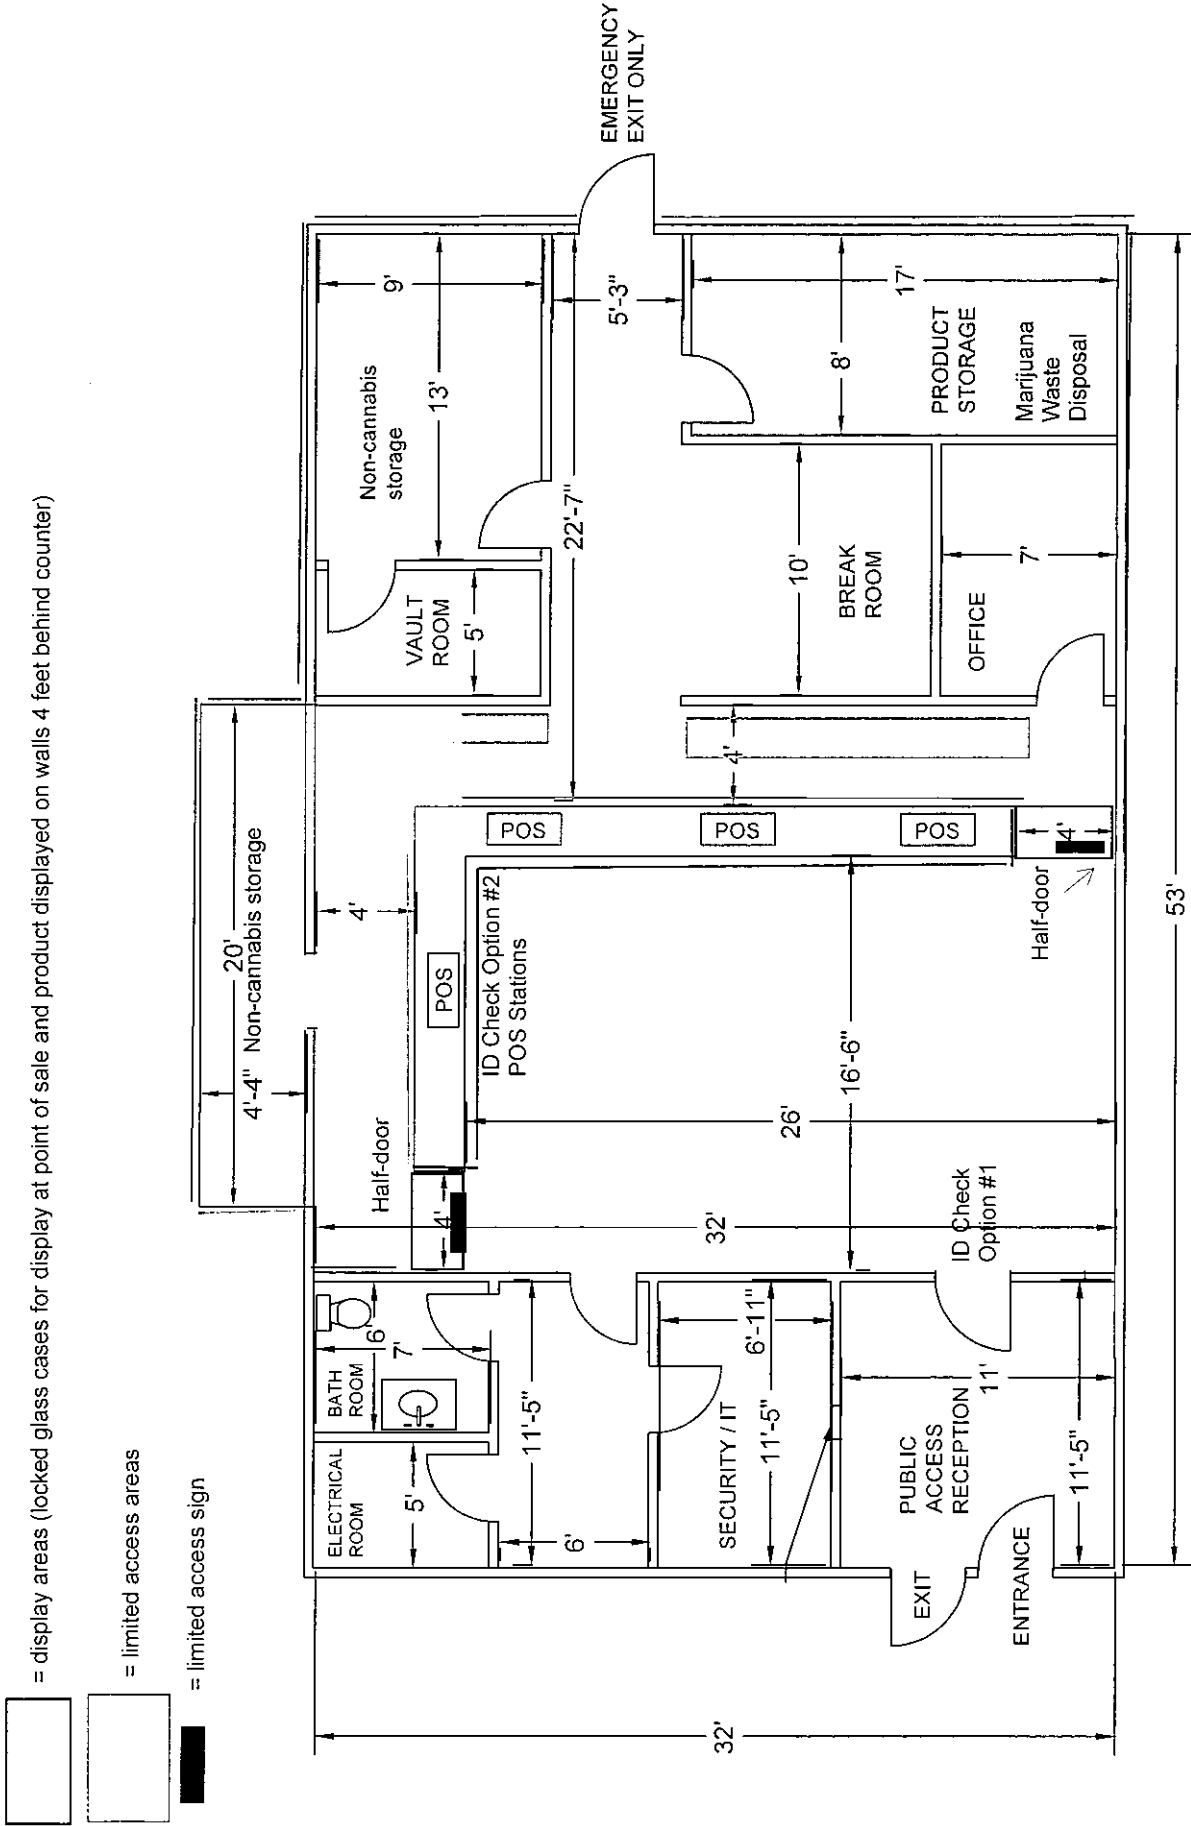 = display areas (locked glass cases for display at point of sale and product displayed on walls 4 feet behind counter)
= limited access areas
= limited access sign
EMERGENCY
EXIT ONLY
20'
4'-4" Non-cannabis storage
9'
Non-cannabis
storage
13'
VAULT
ROOM
5'
22'-7"
5'-3"
17'
8'
PRODUCT
STORAGE
Marijuana
Waste
Disposal
10'
BREAK
ROOM
7'
OFFICE
4'
4'
POS
POS
POS
POS
4'
Half-door
ID Check Option #2
POS Stations
Half-door
4'
16'-6"
26'
32'
ID Check
Option #1
6'
7'
BATH
ROOM
ELECTRICAL
ROOM
5'
11'-5"
6'
6'-11"
SECURITY / IT
11'-5"
11'
PUBLIC
ACCESS
RECEPTION
11'-5"
EXIT
ENTRANCE
32'
53'